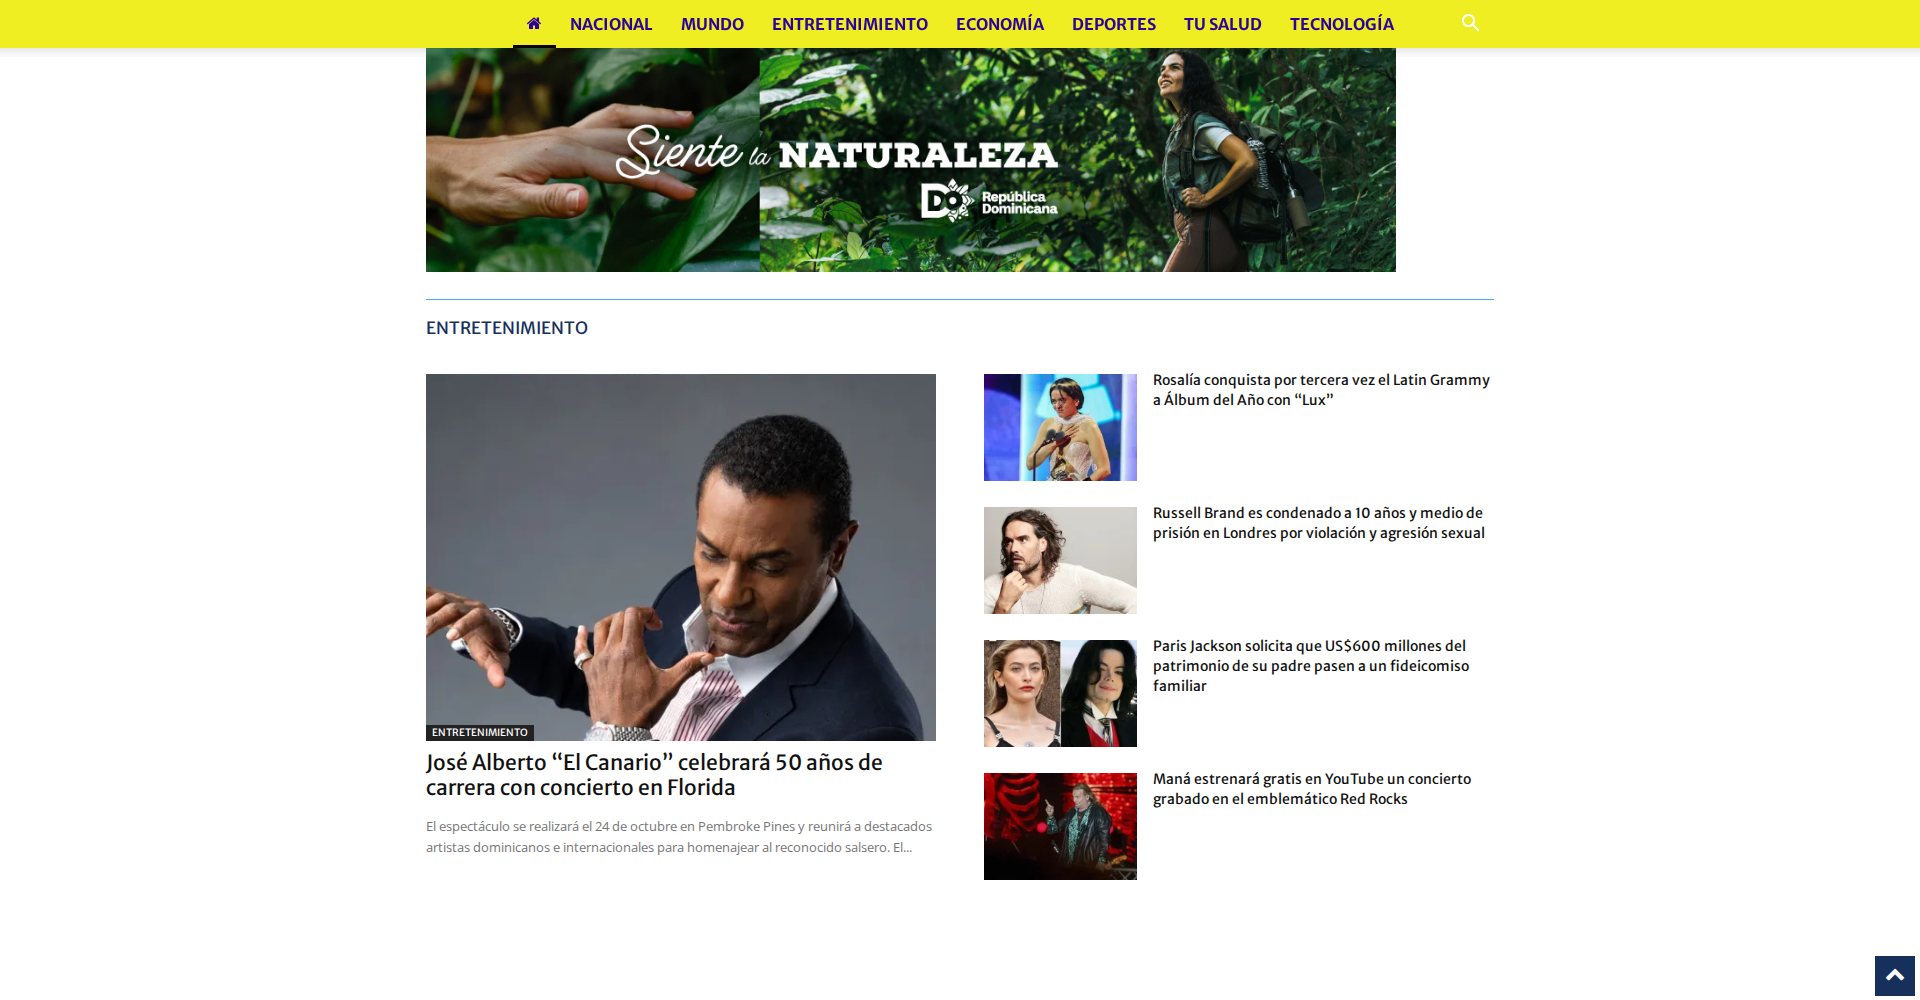 NACIONAL MUNDO ENTRETENIMIENTO ECONOMÍA DEPORTES TU SALUD TECNOLOGÍA
Siente la NATURALEZA
DO República
Dominicana
ENTRETENIMIENTO
ENTRETENIMIENTO
José Alberto “El Canario” celebrará 50 años de
carrera con concierto en Florida
El espectáculo se realizará el 24 de octubre en Pembroke Pines y reunirá a destacados
artistas dominicanos e internacionales para homenajear al reconocido salsero. El...
Rosalía conquista por tercera vez el Latin Grammy
a Álbum del Año con “Lux”
Russell Brand es condenado a 10 años y medio de
prisión en Londres por violación y agresión sexual
Paris Jackson solicita que US$600 millones del
patrimonio de su padre pasen a un fideicomiso
familiar
Maná estrenará gratis en YouTube un concierto
grabado en el emblemático Red Rocks